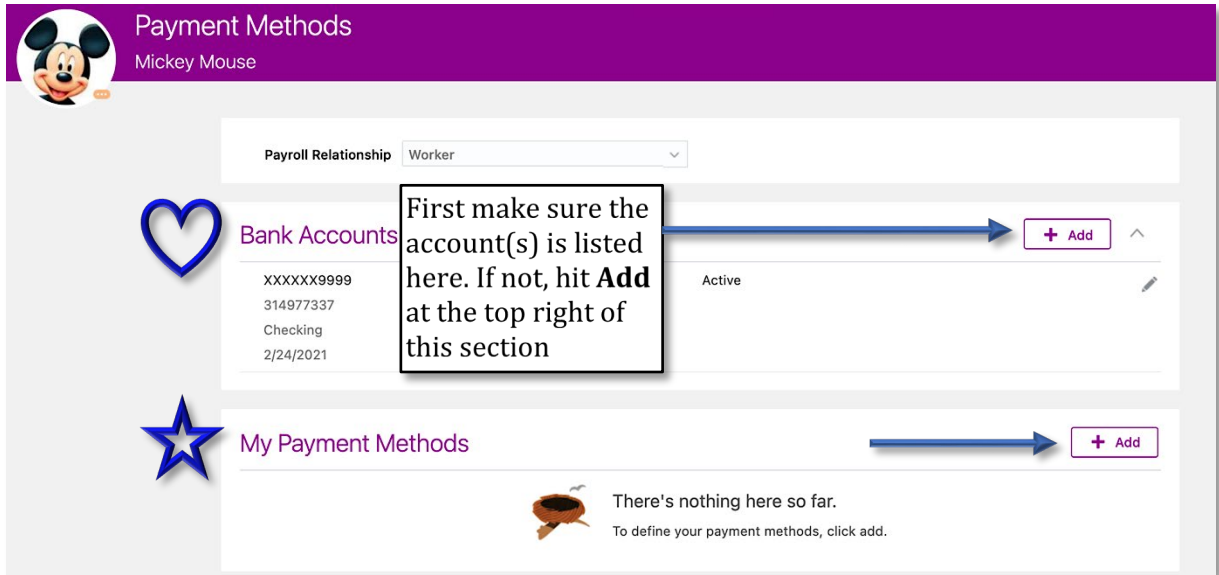 Payment Methods
Mickey Mouse
Payroll Relationship Worker
Bank Accounts
+ Add
First make sure the
account(s) is listed
here. If not, hit Add
at the top right of
this section
XXXXXX9999
Active
314977337
Checking
2/24/2021
My Payment Methods
+ Add
There's nothing here so far.
To define your payment methods, click add.